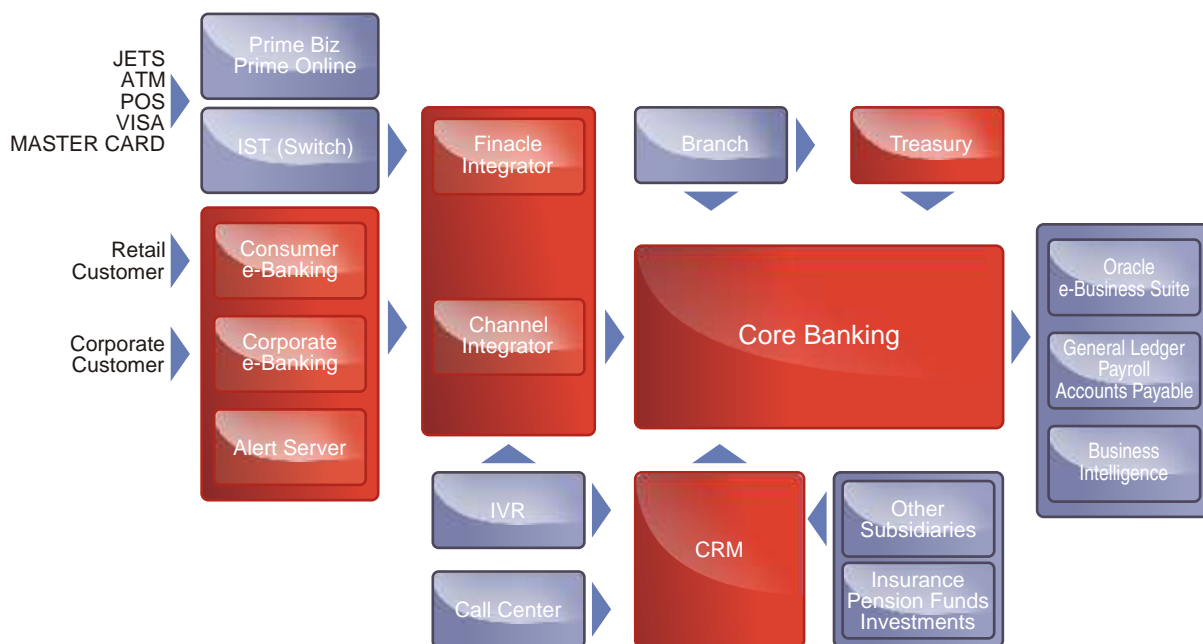 JETS
ATM
POS
VISA
MASTER CARD
Prime Biz
Prime Online
IST (Switch)
Retail
Customer
Corporate
Customer
Consumer
e-Banking
Corporate
e-Banking
Alert Server
Finacle
Integrator
Channel
Integrator
Branch
Treasury
Core Banking
Oracle
e-Business Suite
General Ledger
Payroll
Accounts Payable
Business
Intelligence
IVR
Call Center
CRM
Other
Subsidiaries
Insurance
Pension Funds
Investments